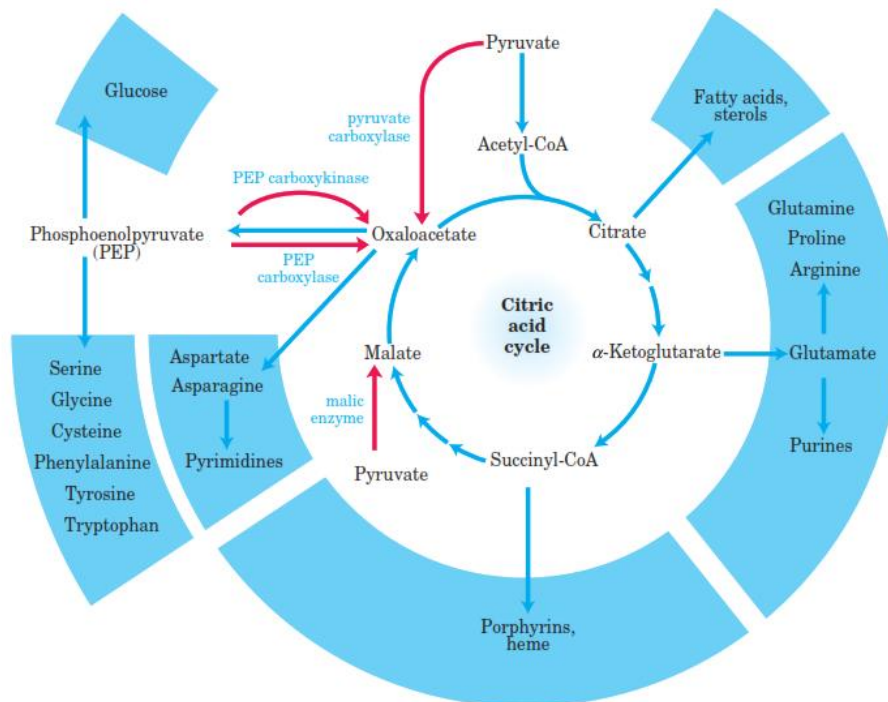 Pyruvate
Glucose
Fatty acids,
sterols
pyruvate
carboxylase
Acetyl-CoA
PEP carboxykinase
Phosphoenolpyruvate
(PEP)
Oxaloacetate
Citrate
PEP
carboxylase
Glutamine
Proline
Arginine
Citric
acid
cycle
Malate
α-Ketoglutarate
Glutamate
Aspartate
Asparagine
Serine
Glycine
Cysteine
Phenylalanine
Tyrosine
Tryptophan
malic
enzyme
Pyrimidines
Pyruvate
Succinyl-CoA
Purines
Porphyrins,
heme